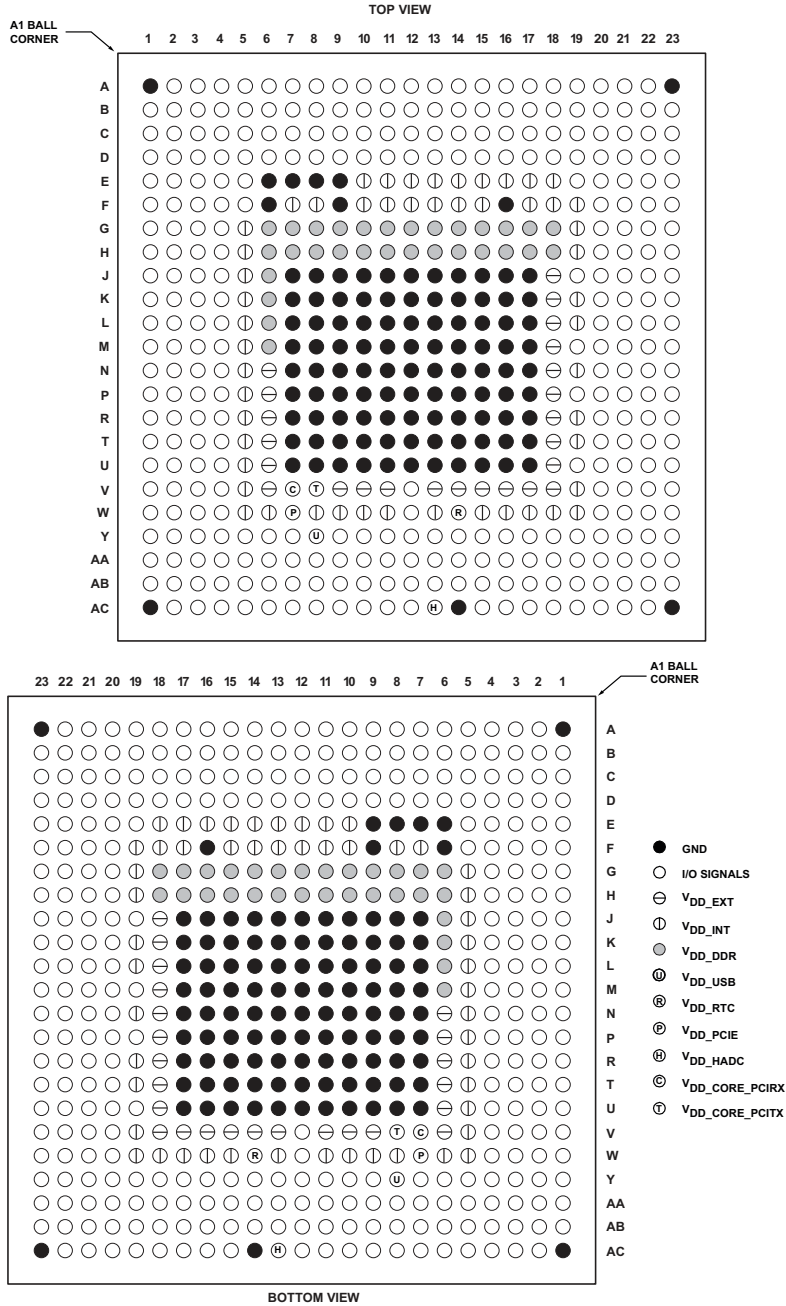 TOP VIEW
A1 BALL
CORNER
1 2 3 4 5 6 7 8 9 10 11 12 13 14 15 16 17 18 19 20 21 22 23
A
B
C
D
E
F
G
H
J
K
L
M
N
P
R
T
U
V C T
W P R
Y U
AA
AB
AC H
A1 BALL
CORNER
23 22 21 20 19 18 17 16 15 14 13 12 11 10 9 8 7 6 5 4 3 2 1
A
B
C
D
E
F
G
H
J
K
L
M
N
P
R
T
U
T C V
R P W
U Y
AA
AB
H AC
GND
I/O SIGNALS
VDD_EXT
VDD_INT
VDD_DDR
U VDD_USB
R VDD_RTC
P VDD_PCIE
H VDD_HADC
C VDD_CORE_PCIRX
T VDD_CORE_PCITX
BOTTOM VIEW